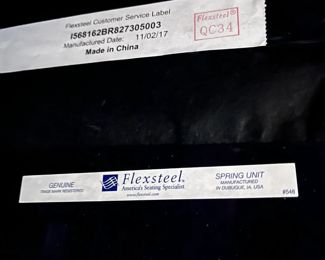 Flexsteel Customer Service Label
I568162BR827305003
Manufactured Date: 11/02/17
Made in China
Flexsteel®
QC34
GENUINE
TRADE MARK REGISTERED
Flexsteel®
America's Seating Specialist
www.flexsteel.com
SPRING UNIT
MANUFACTURED
IN DUBUQUE, IA, USA
#546